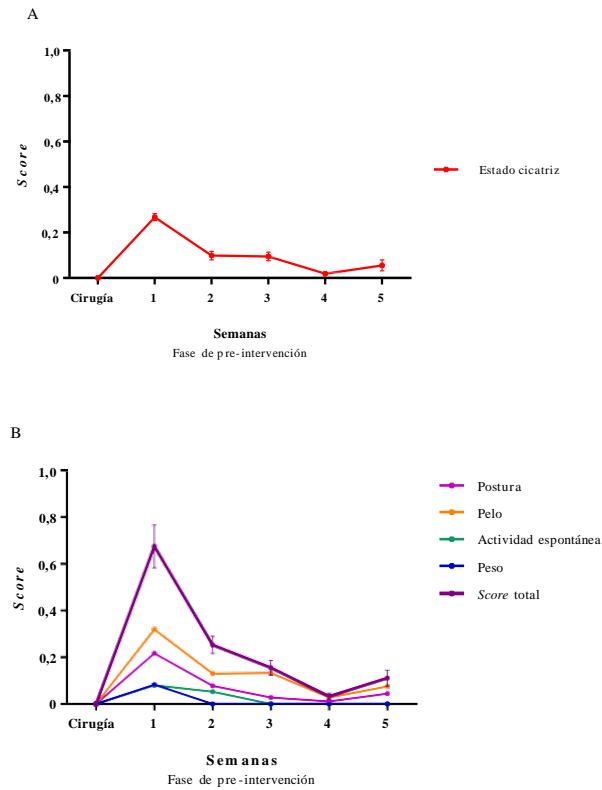 A
1,0
0,8
0,6
0,4
0,2
0
Score
Cirugía 1 2 3 4 5
Semanas
Fase de pre-intervención
Estado cicatriz
B
1,0
0,8
0,6
0,4
0,2
0
Score
Cirugía 1 2 3 4 5
Semanas
Fase de pre-intervención
Postura
Pelo
Actividad espontánea
Peso
Score total